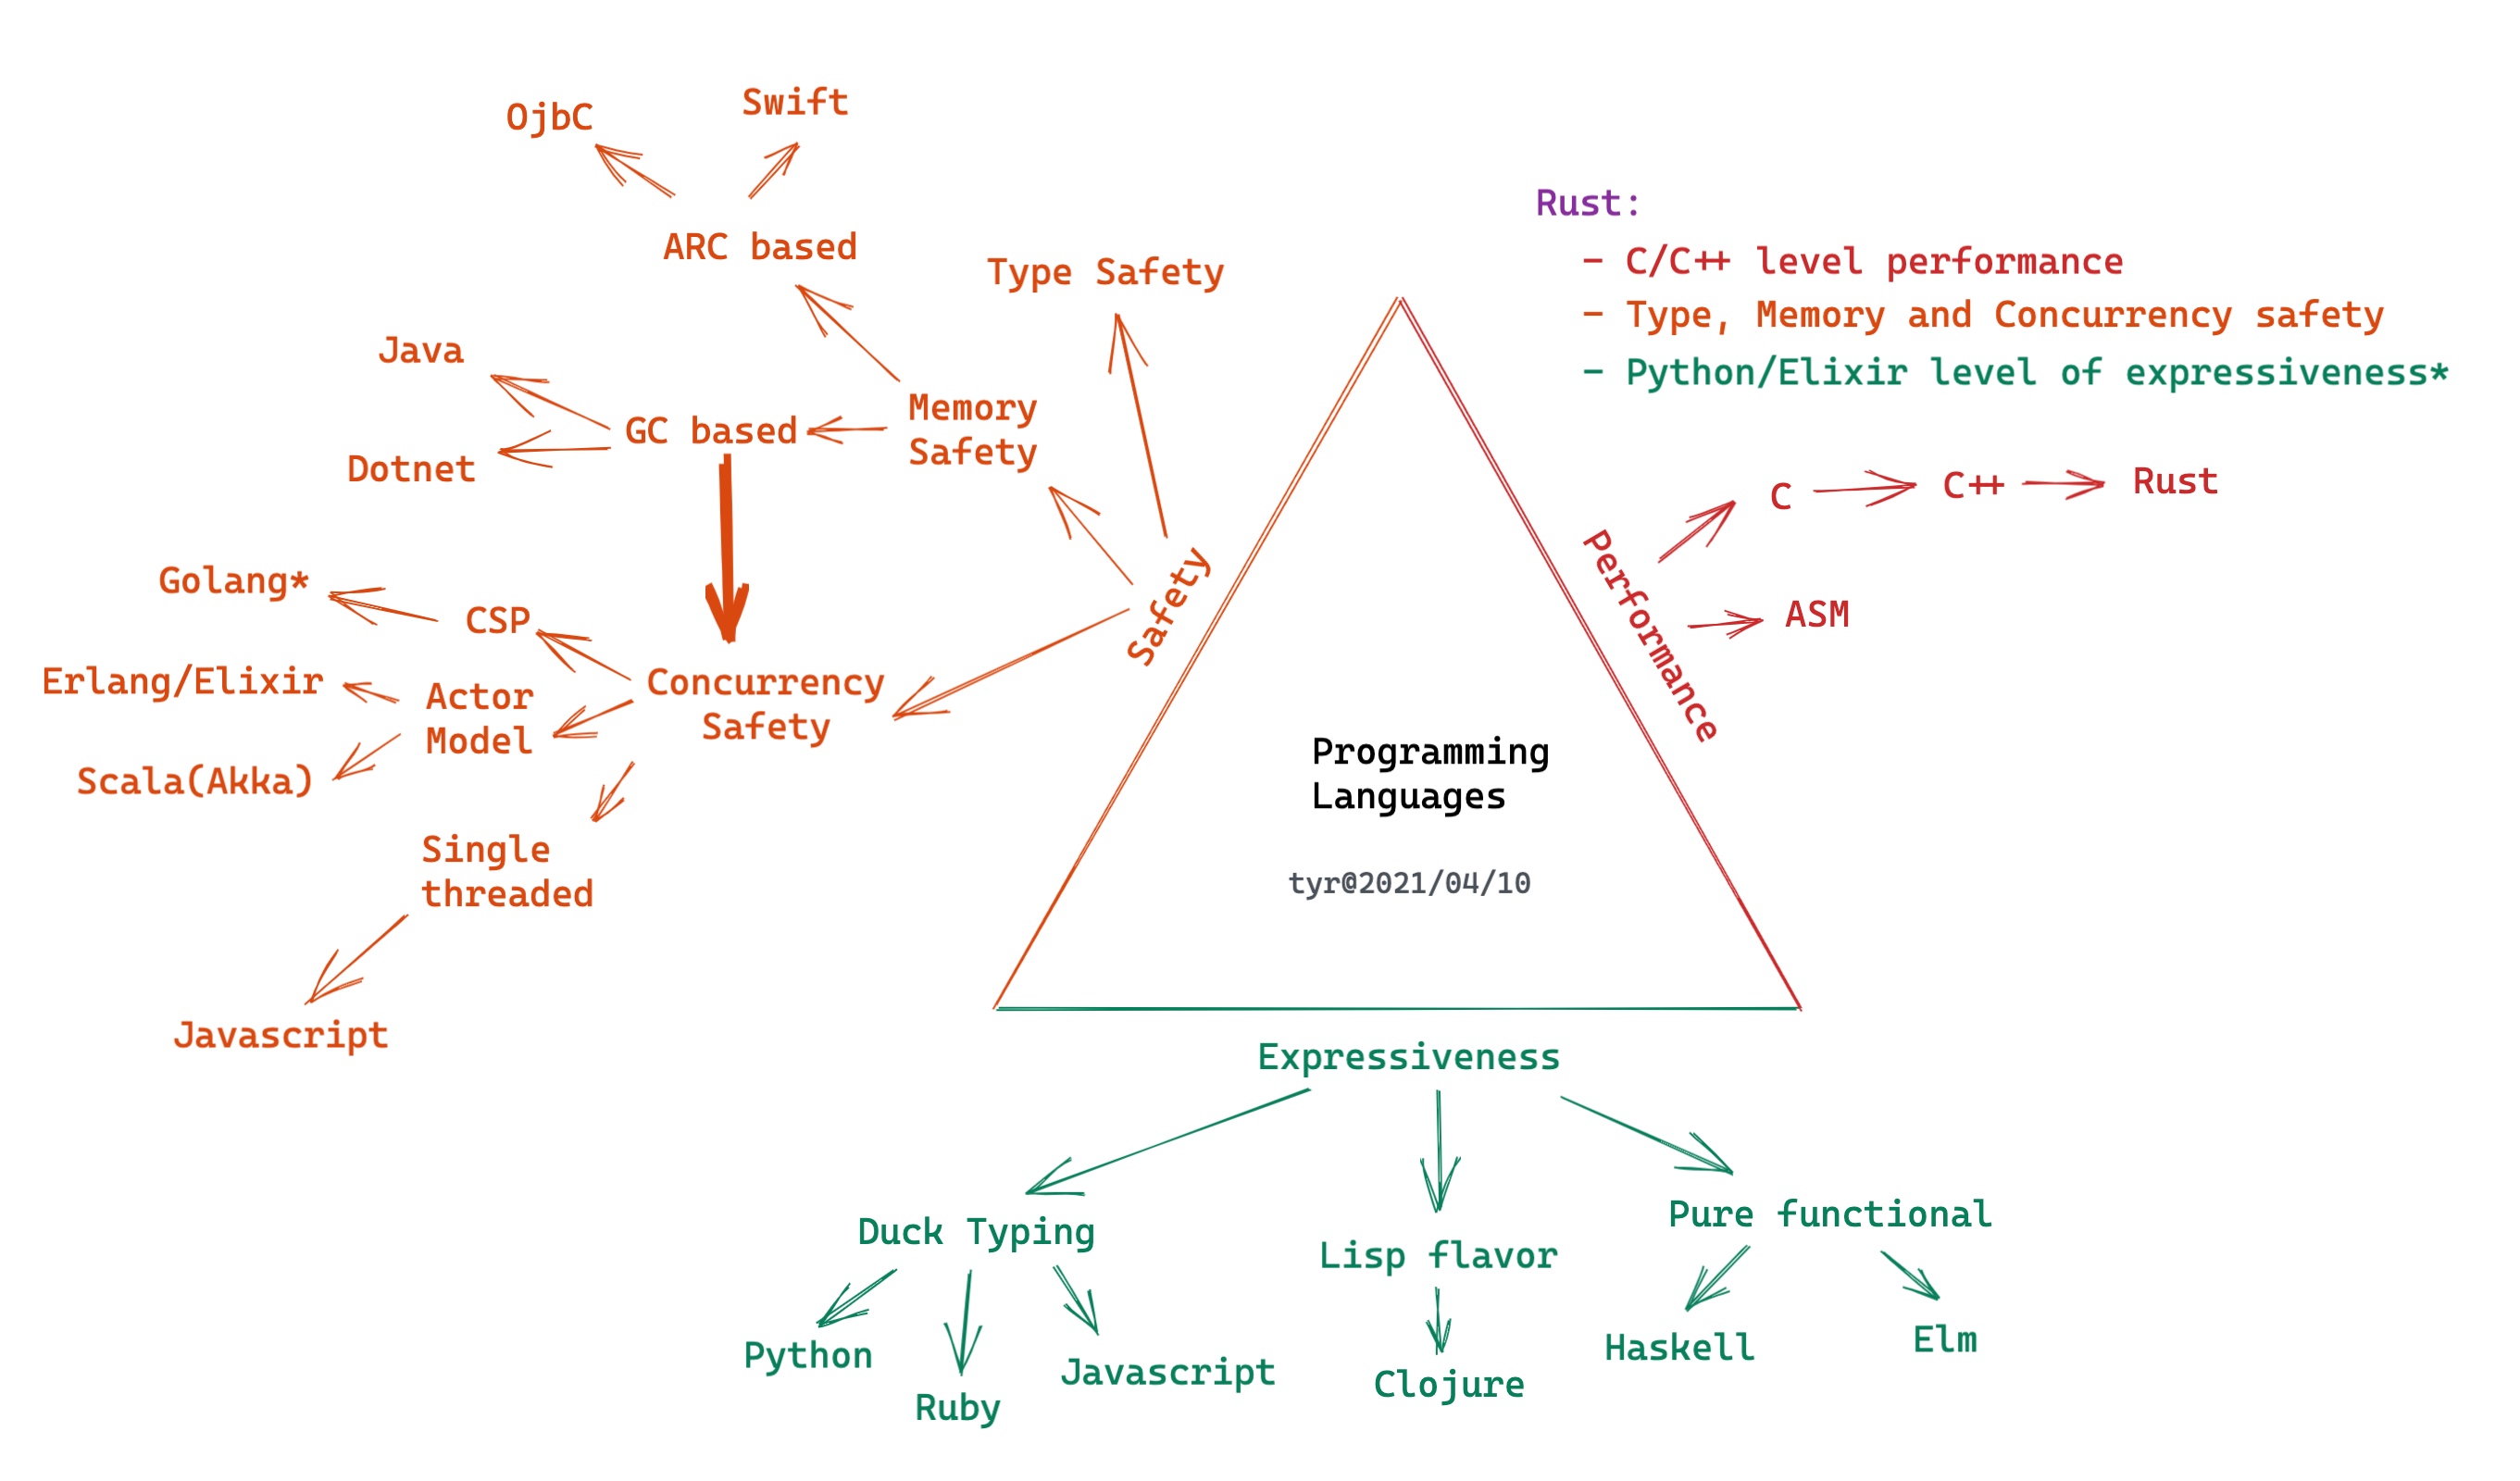 OjbC
Swift
ARC based
Type Safety
Java
GC based
Memory
Safety
Dotnet
Golang*
CSP
Erlang/Elixir
Actor
Model
Concurrency
Safety
Scala(Akka)
Single
threaded
Javascript
Safety
Rust:
- C/C++ level performance
- Type, Memory and Concurrency safety
- Python/Elixir level of expressiveness*
C
C++
Rust
Performance
ASM
Programming
Languages
tyr@2021/04/10
Expressiveness
Duck Typing
Lisp flavor
Pure functional
Python
Ruby
Javascript
Clojure
Haskell
Elm